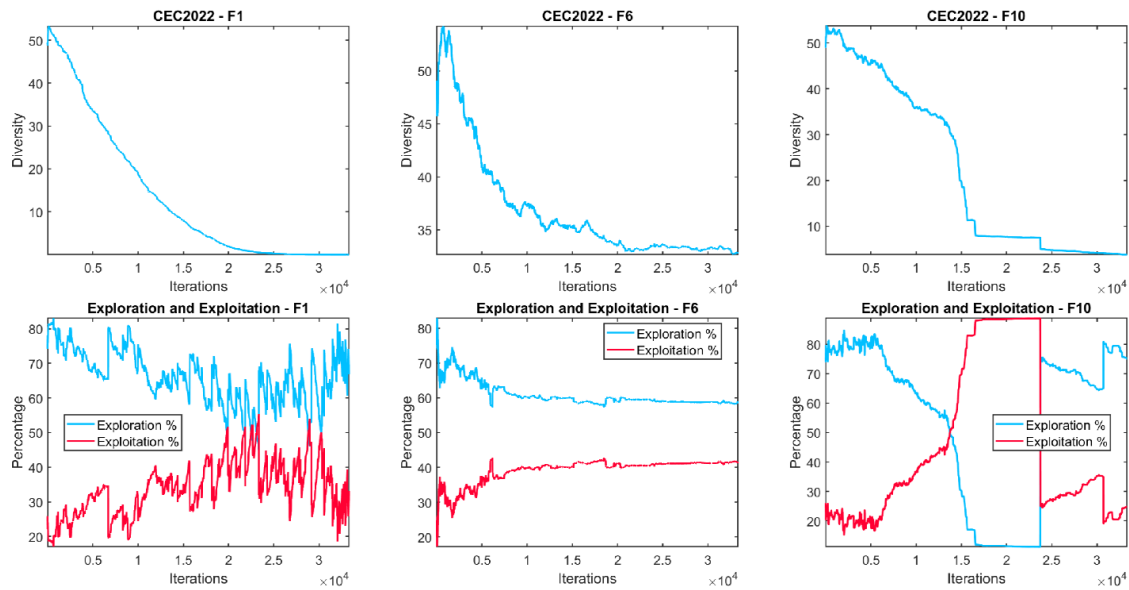 CEC2022 - F1
50
40
30
20
10
Diversity
0.5 1 1.5 2 2.5 3
Iterations
×10⁴
CEC2022 - F6
50
45
40
35
Diversity
0.5 1 1.5 2 2.5 3
Iterations
×10⁴
CEC2022 - F10
50
40
30
20
10
Diversity
0.5 1 1.5 2 2.5 3
Iterations
×10⁴
Exploration and Exploitation - F1
80
70
60
50
40
30
20
Percentage
Exploration %
Exploitation %
0.5 1 1.5 2 2.5 3
Iterations
×10⁴
Exploration and Exploitation - F6
80
70
60
50
40
30
20
Percentage
Exploration %
Exploitation %
0.5 1 1.5 2 2.5 3
Iterations
×10⁴
Exploration and Exploitation - F10
80
70
60
50
40
30
20
Percentage
Exploration %
Exploitation %
0.5 1 1.5 2 2.5 3
Iterations
×10⁴